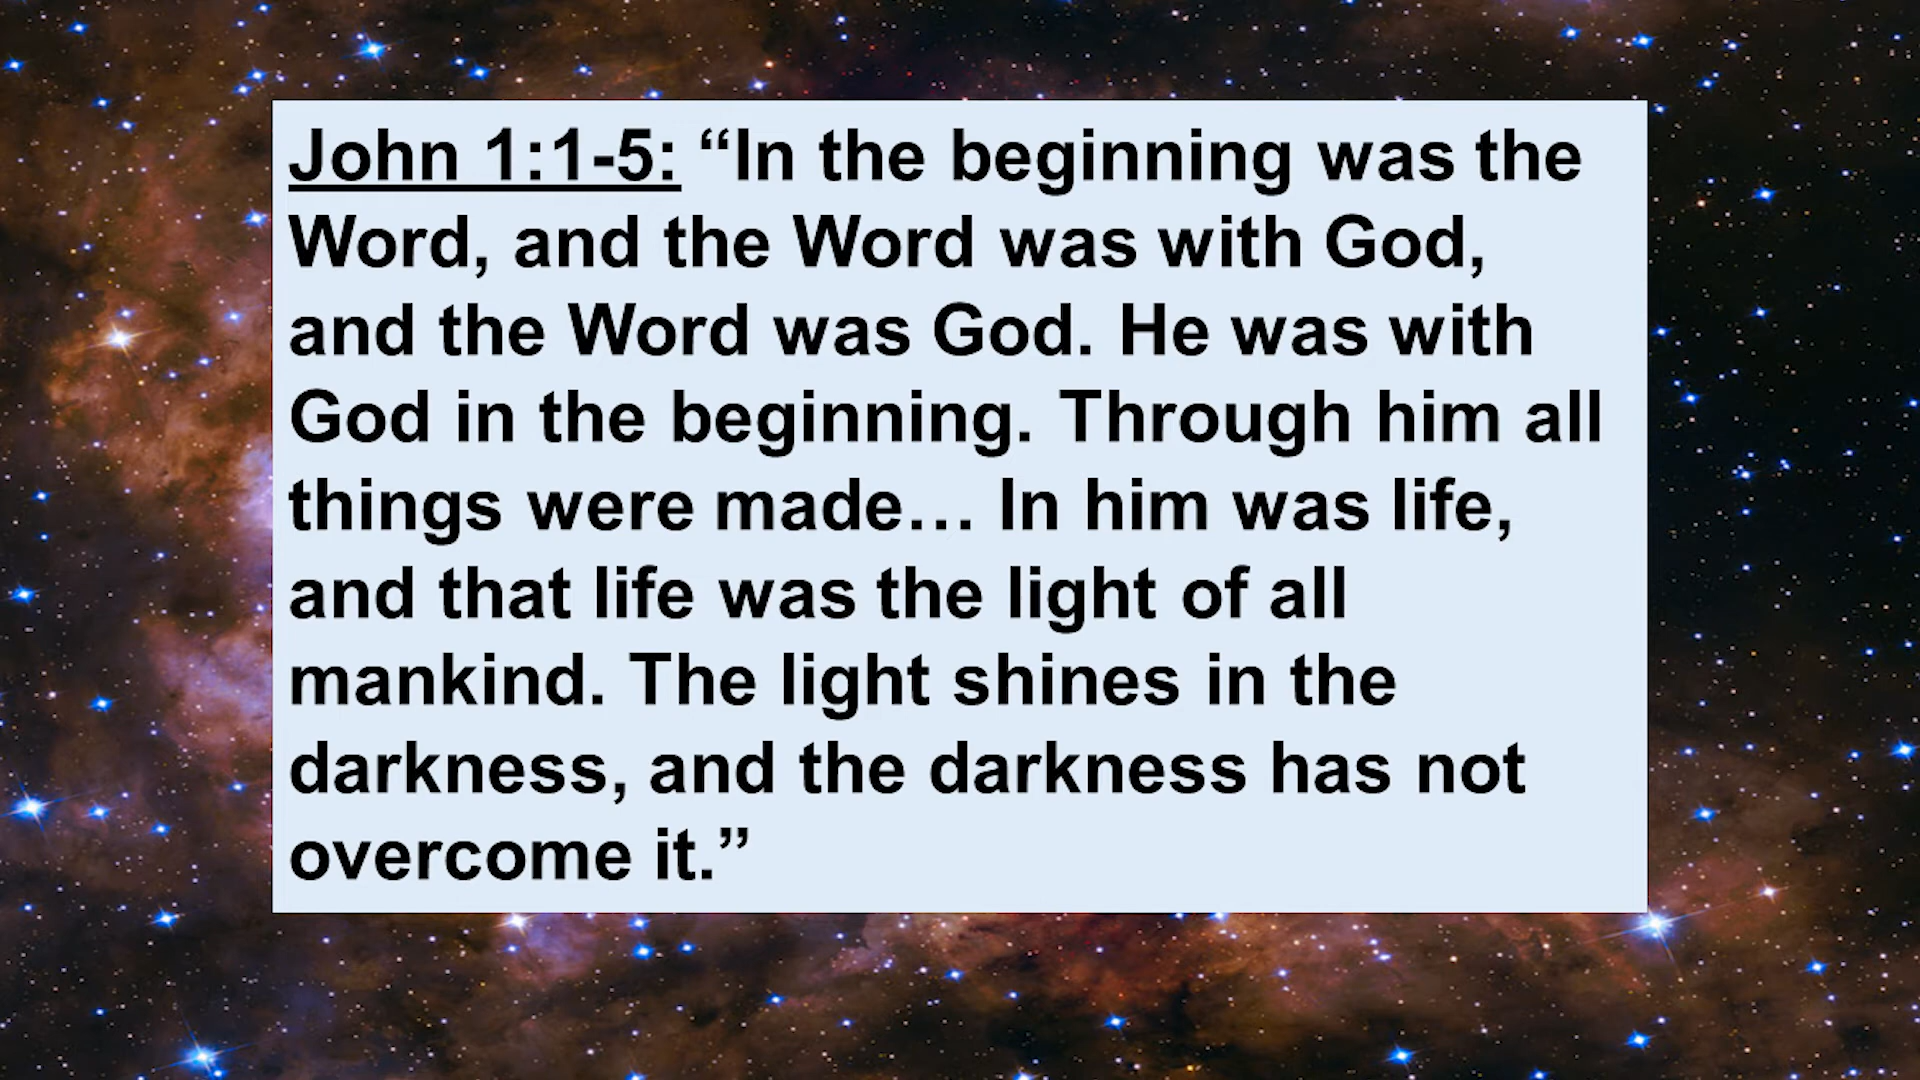 John 1:1-5: “In the beginning was the
Word, and the Word was with God,
and the Word was God. He was with
God in the beginning. Through him all
things were made… In him was life,
and that life was the light of all
mankind. The light shines in the
darkness, and the darkness has not
overcome it.”